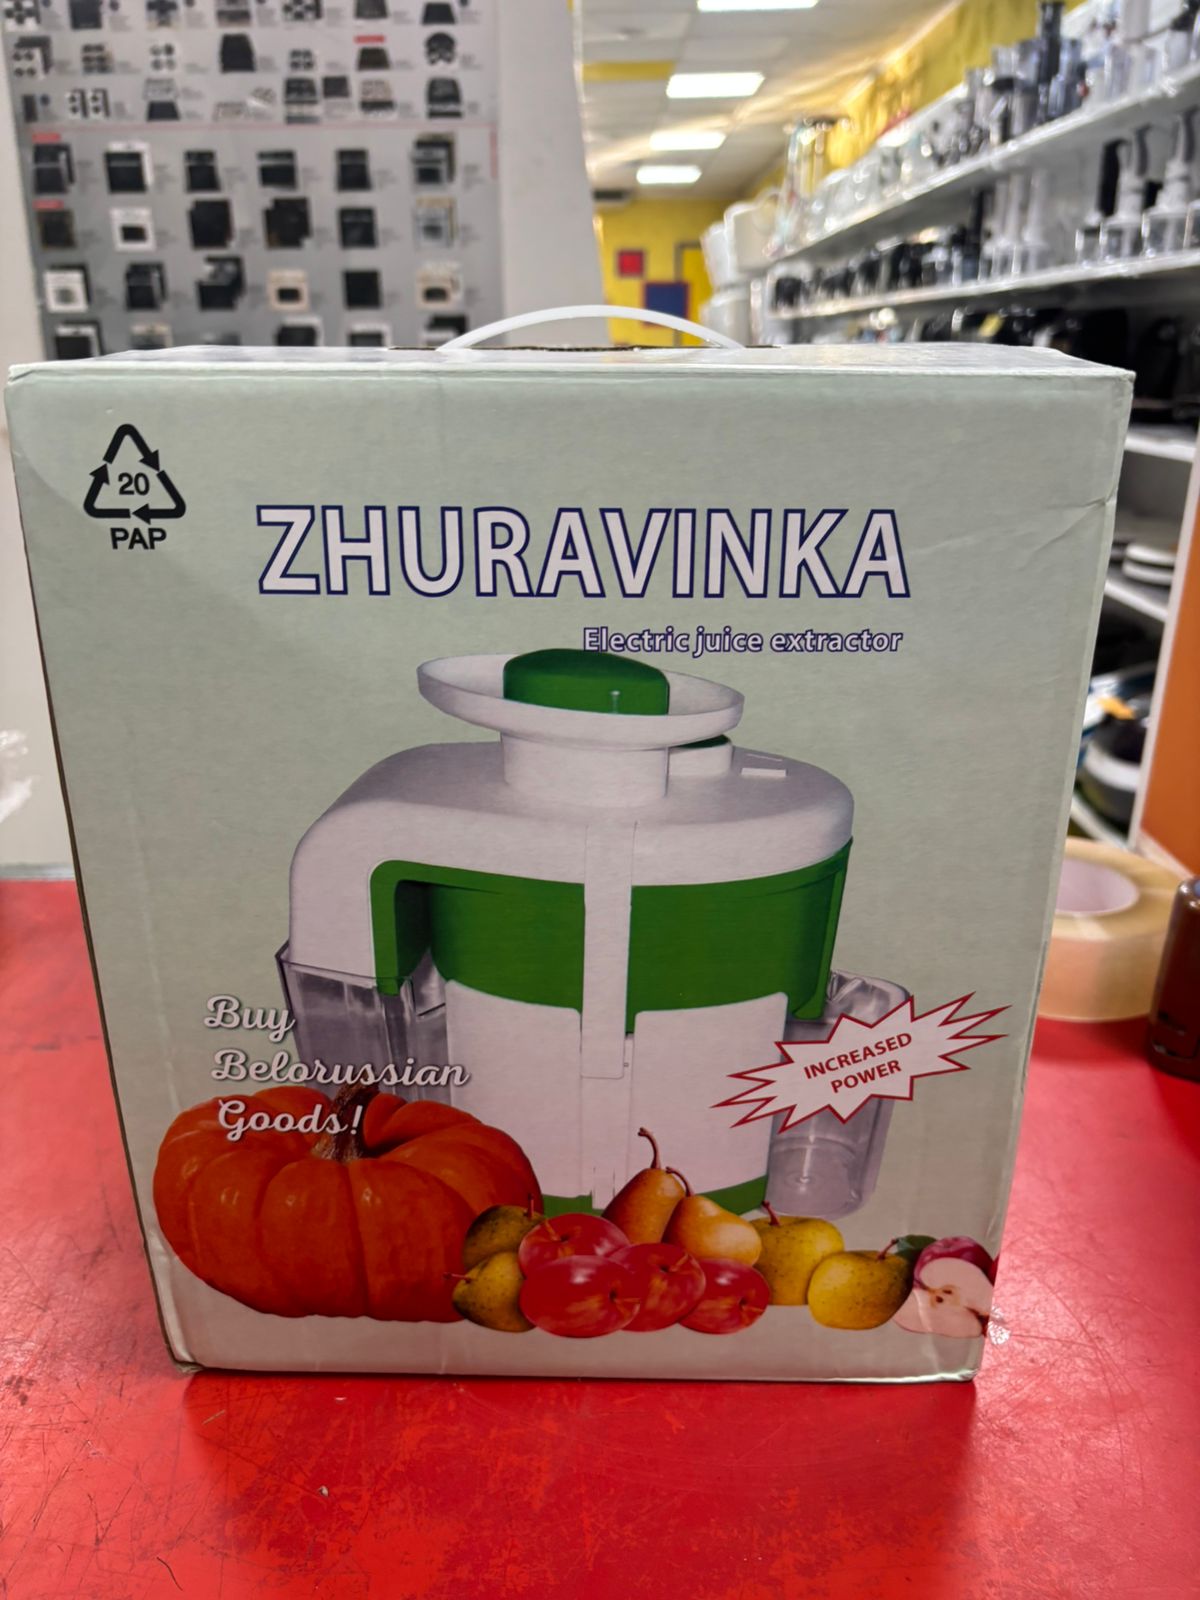 20
PAP
ZHURAVINKA
Electric juice extractor
Buy
Belorussian
Goods!
INCREASED
POWER